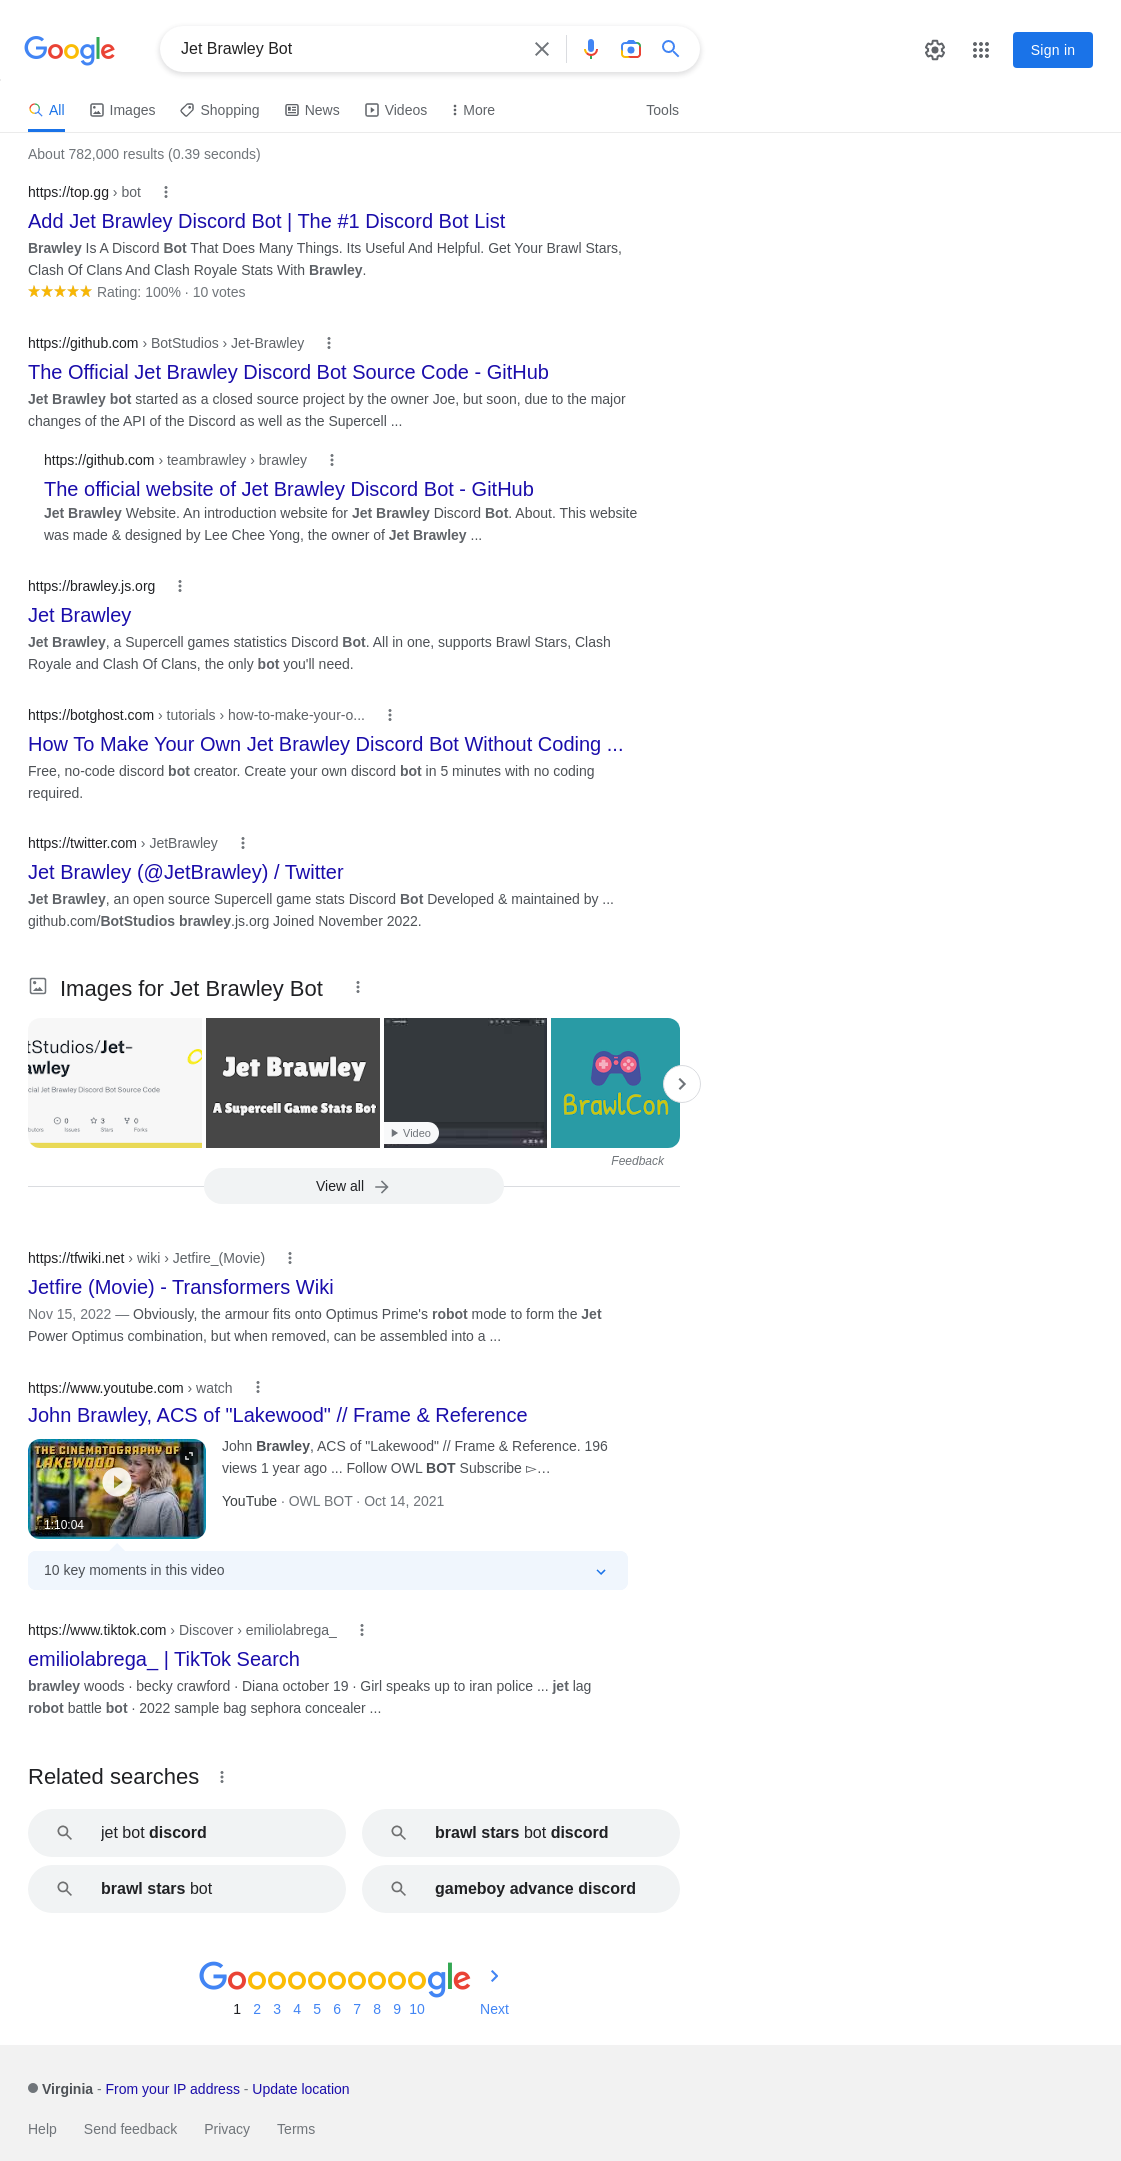 Google
Jet Brawley Bot
Sign in
All
Images
Shopping
News
Videos
More
Tools
About 782,000 results (0.39 seconds)
https://top.gg › bot
Add Jet Brawley Discord Bot | The #1 Discord Bot List
Brawley Is A Discord Bot That Does Many Things. Its Useful And Helpful. Get Your Brawl Stars,
Clash Of Clans And Clash Royale Stats With Brawley.
Rating: 100% · 10 votes
https://github.com › BotStudios › Jet-Brawley
The Official Jet Brawley Discord Bot Source Code - GitHub
Jet Brawley bot started as a closed source project by the owner Joe, but soon, due to the major
changes of the API of the Discord as well as the Supercell ...
https://github.com › teambrawley › brawley
The official website of Jet Brawley Discord Bot - GitHub
Jet Brawley Website. An introduction website for Jet Brawley Discord Bot. About. This website
was made & designed by Lee Chee Yong, the owner of Jet Brawley ...
https://brawley.js.org
Jet Brawley
Jet Brawley, a Supercell games statistics Discord Bot. All in one, supports Brawl Stars, Clash
Royale and Clash Of Clans, the only bot you'll need.
https://botghost.com › tutorials › how-to-make-your-o...
How To Make Your Own Jet Brawley Discord Bot Without Coding ...
Free, no-code discord bot creator. Create your own discord bot in 5 minutes with no coding
required.
https://twitter.com › JetBrawley
Jet Brawley (@JetBrawley) / Twitter
Jet Brawley, an open source Supercell game stats Discord Bot Developed & maintained by ...
github.com/BotStudios brawley.js.org Joined November 2022.
Images for Jet Brawley Bot
tStudios/Jet-
awley
cial Jet Brawley Discord Bot Source Code
0
3
0
Issues
Stars
Forks
Jet Brawley
A Supercell Game Stats Bot
Video
BrawlCon
Feedback
View all
https://tfwiki.net › wiki › Jetfire_(Movie)
Jetfire (Movie) - Transformers Wiki
Nov 15, 2022 — Obviously, the armour fits onto Optimus Prime's robot mode to form the Jet
Power Optimus combination, but when removed, can be assembled into a ...
https://www.youtube.com › watch
John Brawley, ACS of "Lakewood" // Frame & Reference
THE CINEMATOGRAPHY OF
LAKEWOOD
1:10:04
John Brawley, ACS of "Lakewood" // Frame & Reference. 196
views 1 year ago ... Follow OWL BOT Subscribe ▻…
YouTube · OWL BOT · Oct 14, 2021
10 key moments in this video
https://www.tiktok.com › Discover › emiliolabrega_
emiliolabrega_ | TikTok Search
brawley woods · becky crawford · Diana october 19 · Girl speaks up to iran police ... jet lag
robot battle bot · 2022 sample bag sephora concealer ...
Related searches
jet bot discord
brawl stars bot discord
brawl stars bot
gameboy advance discord
Goooooooooogle
1 2 3 4 5 6 7 8 9 10 Next
Virginia - From your IP address - Update location
Help
Send feedback
Privacy
Terms